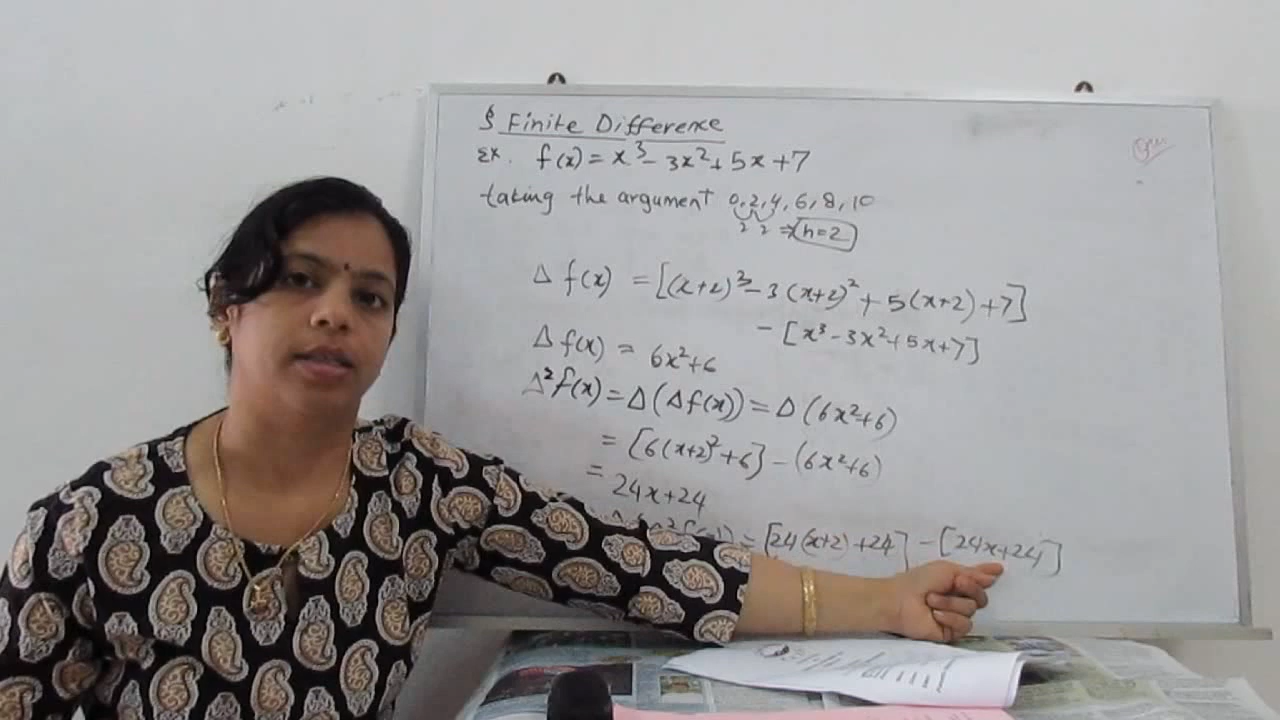 § Finite Difference
Ex. f(x) = x³ - 3x² + 5x + 7
taking the argument 0, 2, 4, 6, 8, 10
2 2 ⇒ h=2
Δ f(x) = [(x+2)³ - 3(x+2)² + 5(x+2) + 7]
- [x³ - 3x² + 5x + 7]
Δ f(x) = 6x² + 6
Δ² f(x) = Δ (Δ f(x)) = Δ (6x² + 6)
= [6(x+2)² + 6] - (6x² + 6)
= 24x + 24
= [24(x+2) + 24] - [24x + 24]